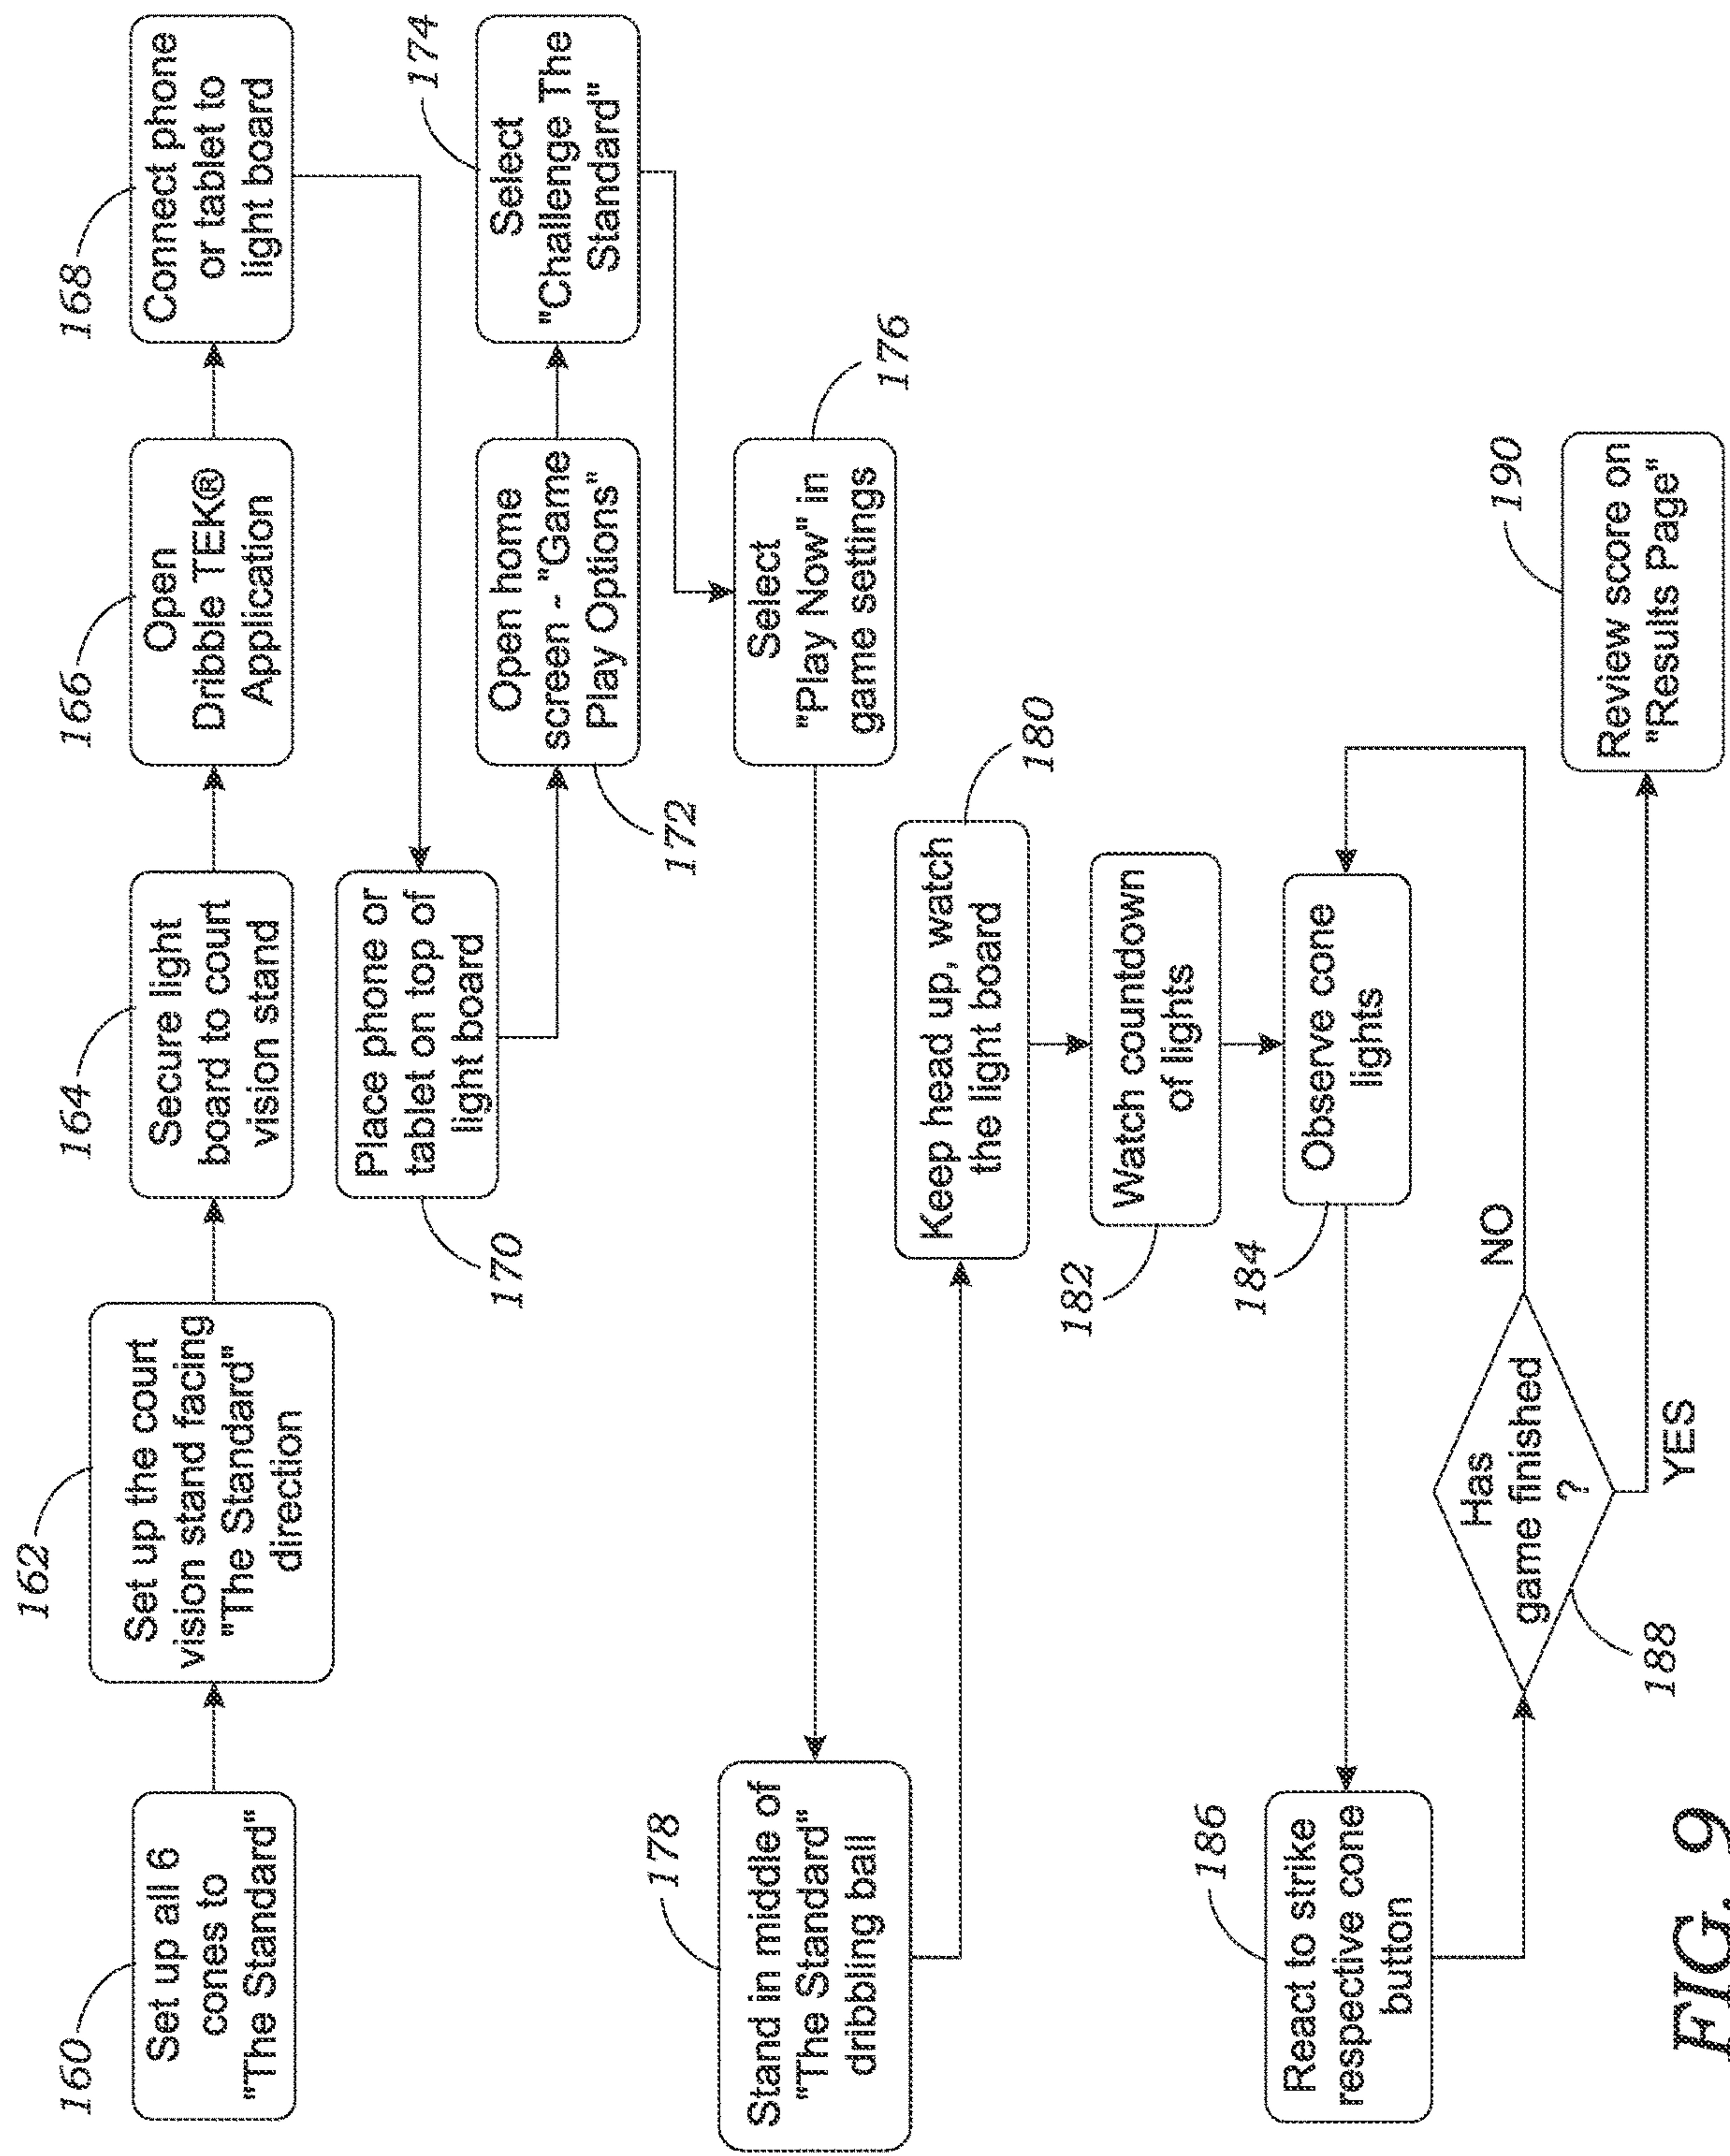 160
Set up all 6
cones to
"The Standard"
162
Set up the court
vision stand facing
"The Standard"
direction
164
Secure light
board to court
vision stand
166
Open
Dribble TEK®
Application
168
Connect phone
or tablet to
light board
170
Place phone or
tablet on top of
light board
172
Open home
screen - "Game
Play Options"
174
Select
"Challenge The
Standard"
176
Select
"Play Now" in
game settings
178
Stand in middle of
"The Standard"
dribbling ball
180
Keep head up, watch
the light board
182
Watch countdown
of lights
184
Observe cone
lights
186
React to strike
respective cone
button
188
Has
game finished
?
NO
YES
190
Review score on
"Results Page"
FIG. 9